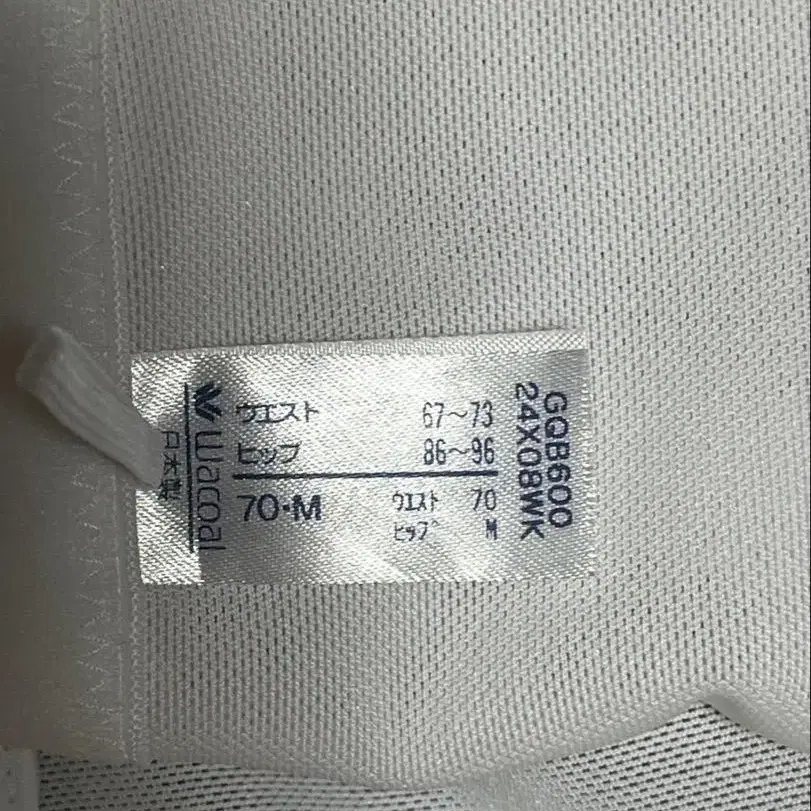 ウエスト 67～73
ヒップ 86～96
70・M ウエスト 70
ヒップ M
Wacoal
日本製
GQB600
24X08WK